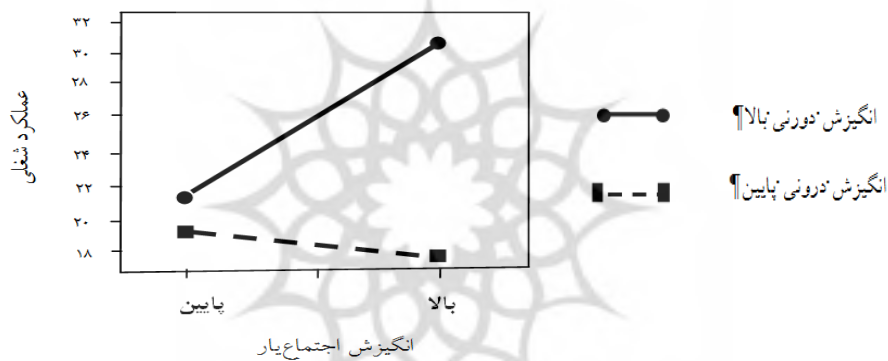 ۳۲
۳۰
۲۸
۲۶
۲۴
۲۲
۲۰
۱۸
عملکرد شغلی
پایین
بالا
انگیزش اجتماع‌یار
انگیزش دورنی بالا¶
انگیزش درونی پایین¶